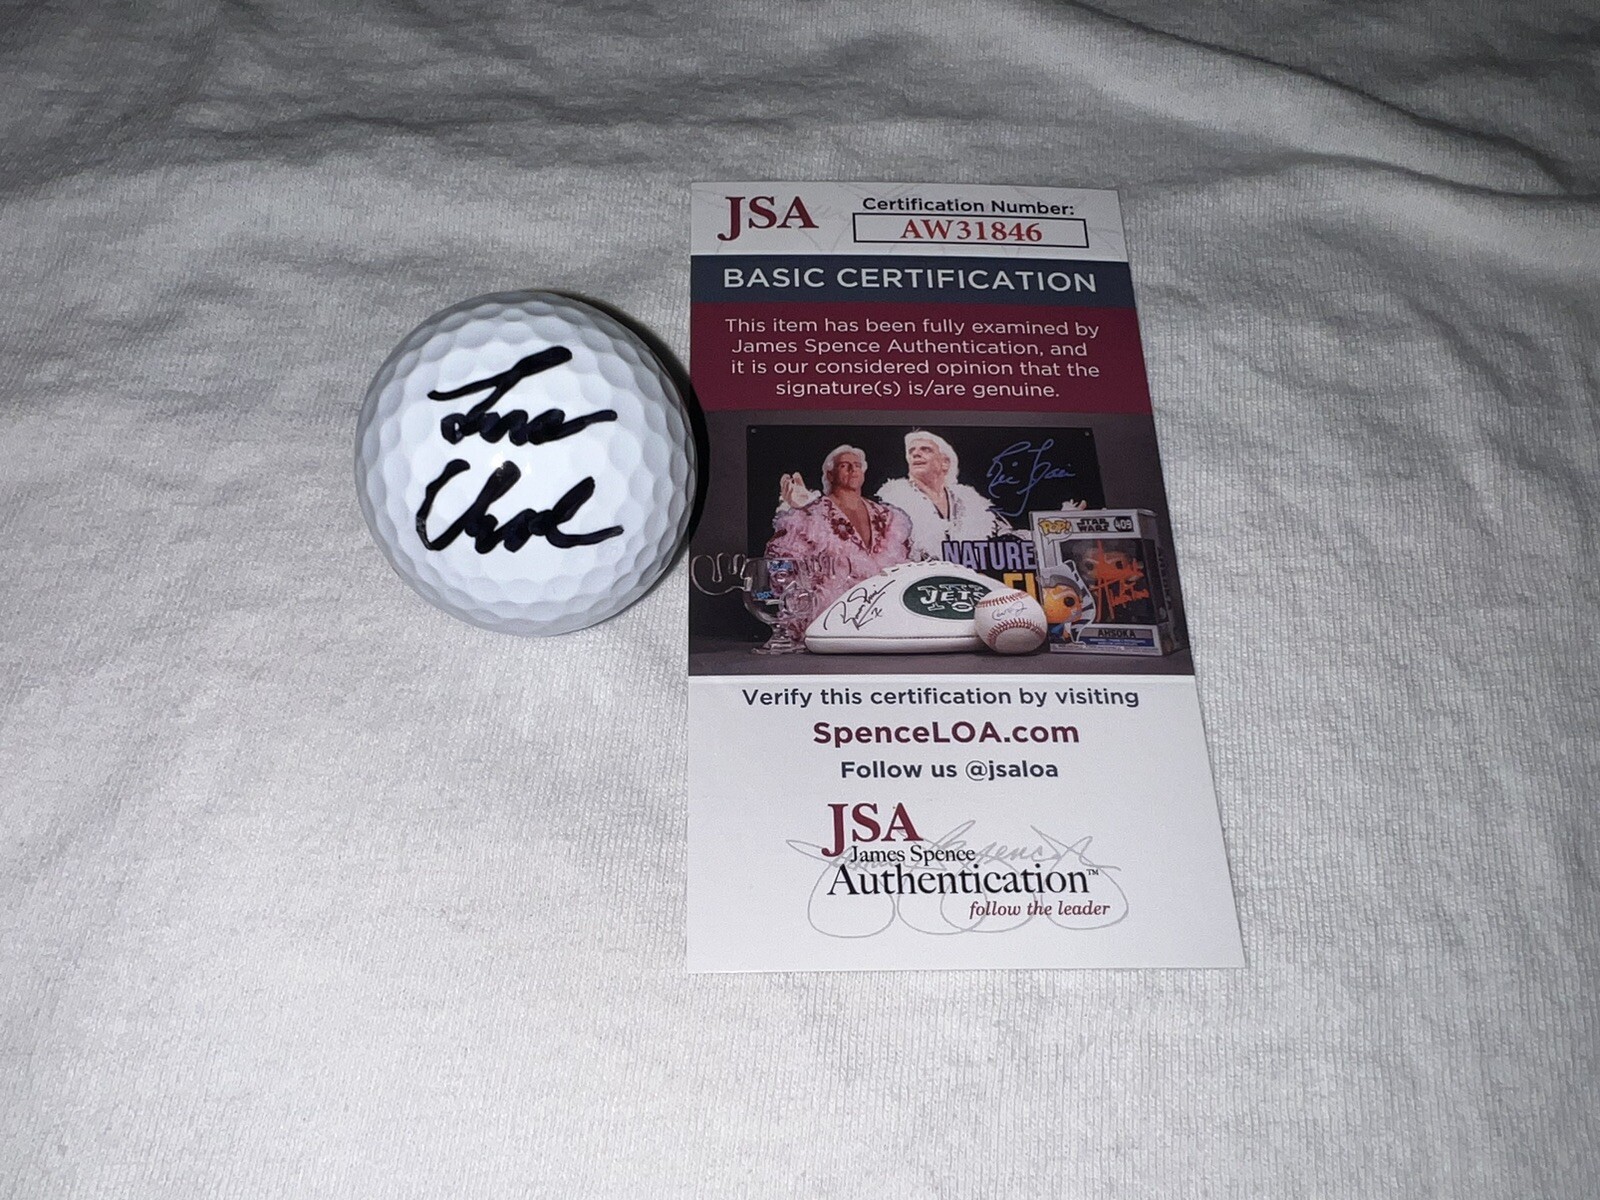 JSA
Certification Number:
AW31846
BASIC CERTIFICATION
This item has been fully examined by
James Spence Authentication, and
it is our considered opinion that the
signature(s) is/are genuine.
POP!
STAR WARS
409
NATURE
JETS
AHSOKA
Verify this certification by visiting
SpenceLOA.com
Follow us @jsaloa
JSA
James Spence
Authentication™
follow the leader